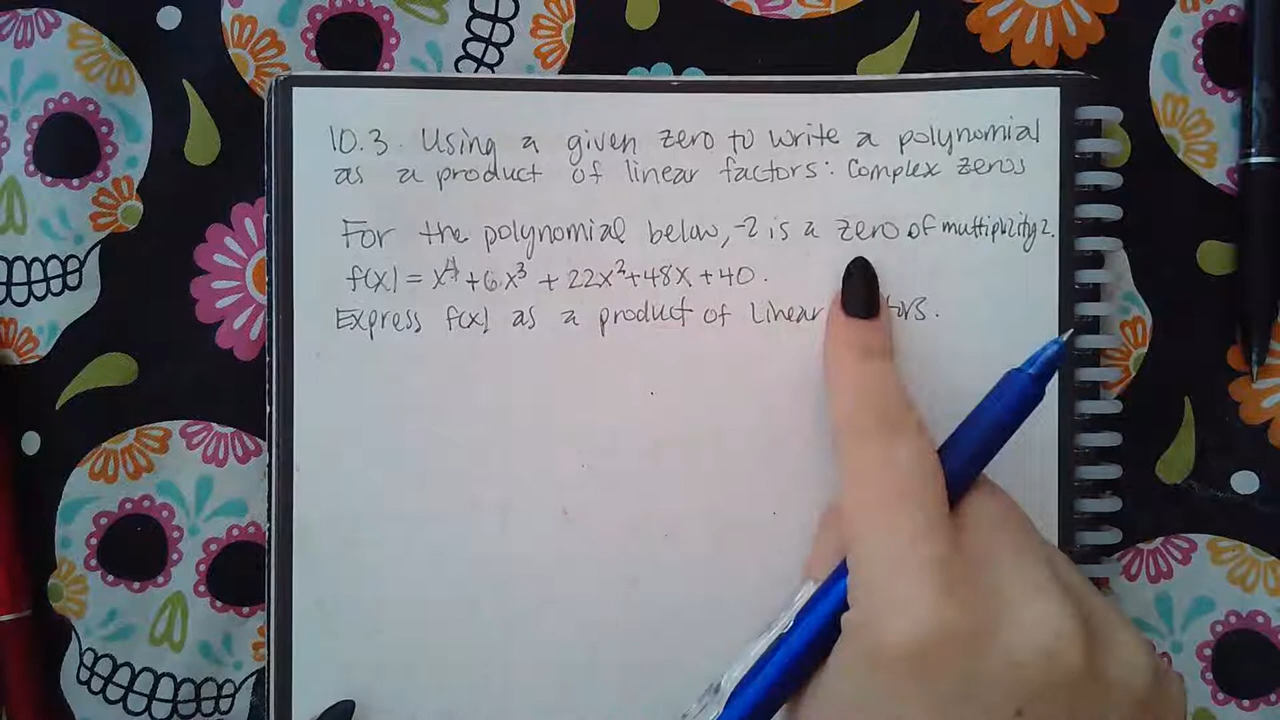 10.3. Using a given zero to write a polynomial
as a product of linear factors: Complex zeros
For the polynomial below, -2 is a zero of multiplicity 2.
f(x) = x⁴ + 6x³ + 22x² + 48x + 40.
Express f(x) as a product of linear tors.